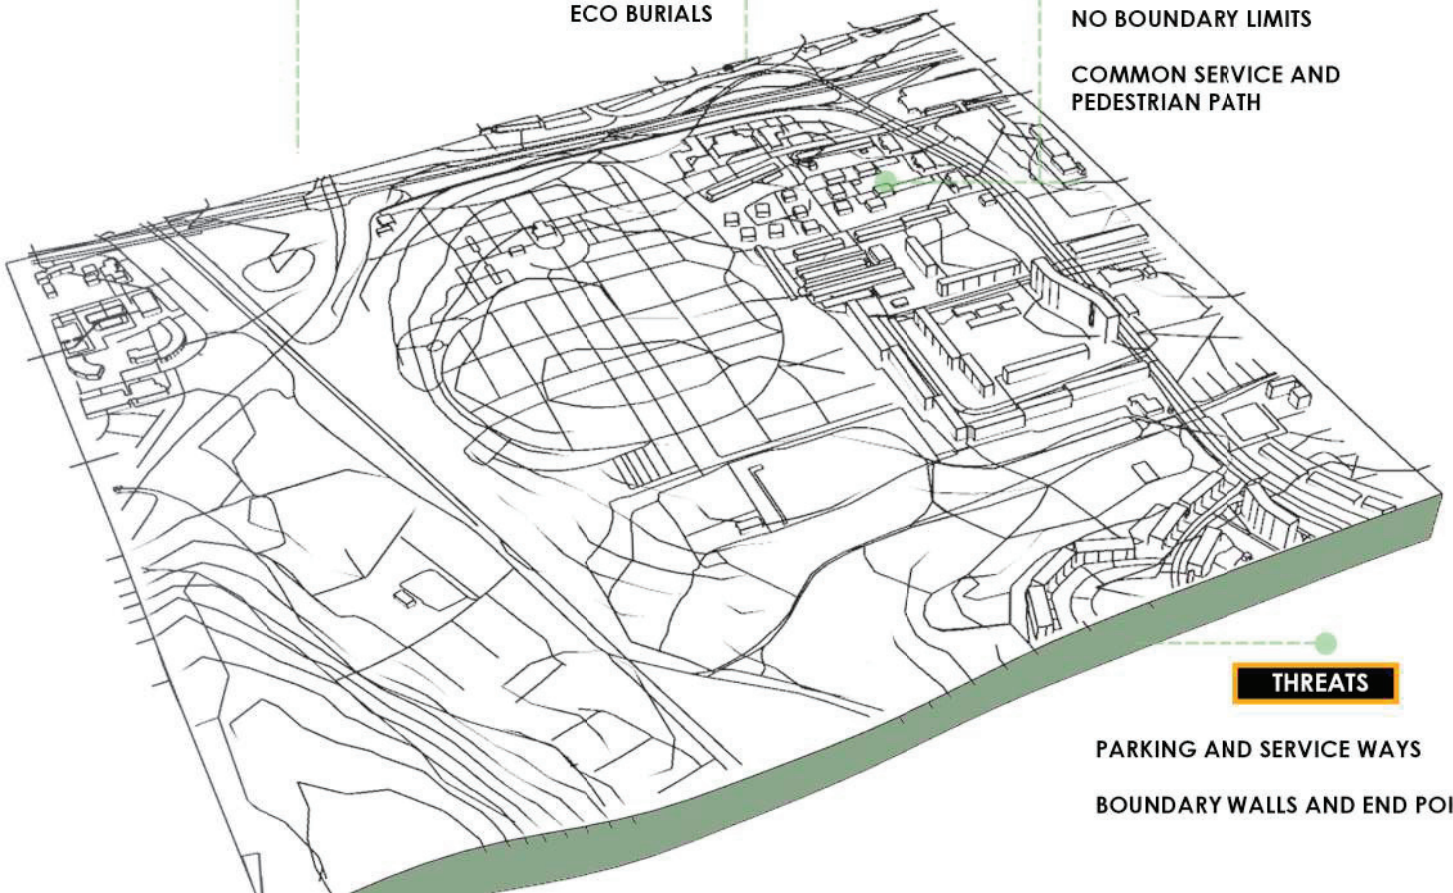 ECO BURIALS
NO BOUNDARY LIMITS
COMMON SERVICE AND
PEDESTRIAN PATH
THREATS
PARKING AND SERVICE WAYS
BOUNDARY WALLS AND END POI